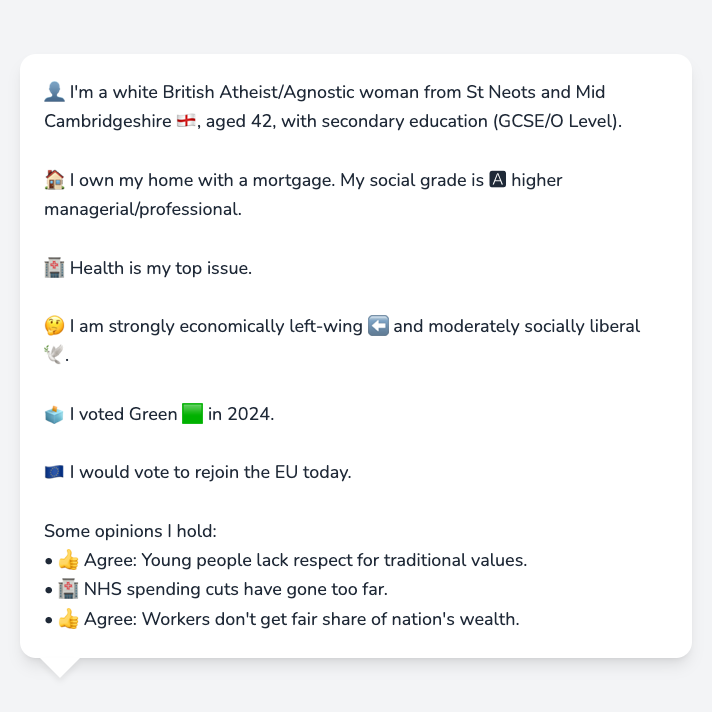 👤 I'm a white British Atheist/Agnostic woman from St Neots and Mid
Cambridgeshire 🏴󠁧󠁢󠁥󠁮󠁧󠁿, aged 42, with secondary education (GCSE/O Level).
🏠 I own my home with a mortgage. My social grade is 🅰 higher
managerial/professional.
🏥 Health is my top issue.
🤔 I am strongly economically left-wing ⬅️ and moderately socially liberal
🕊️.
🗳️ I voted Green 🟩 in 2024.
🇪🇺 I would vote to rejoin the EU today.
Some opinions I hold:
• 👍 Agree: Young people lack respect for traditional values.
• 🏥 NHS spending cuts have gone too far.
• 👍 Agree: Workers don't get fair share of nation's wealth.